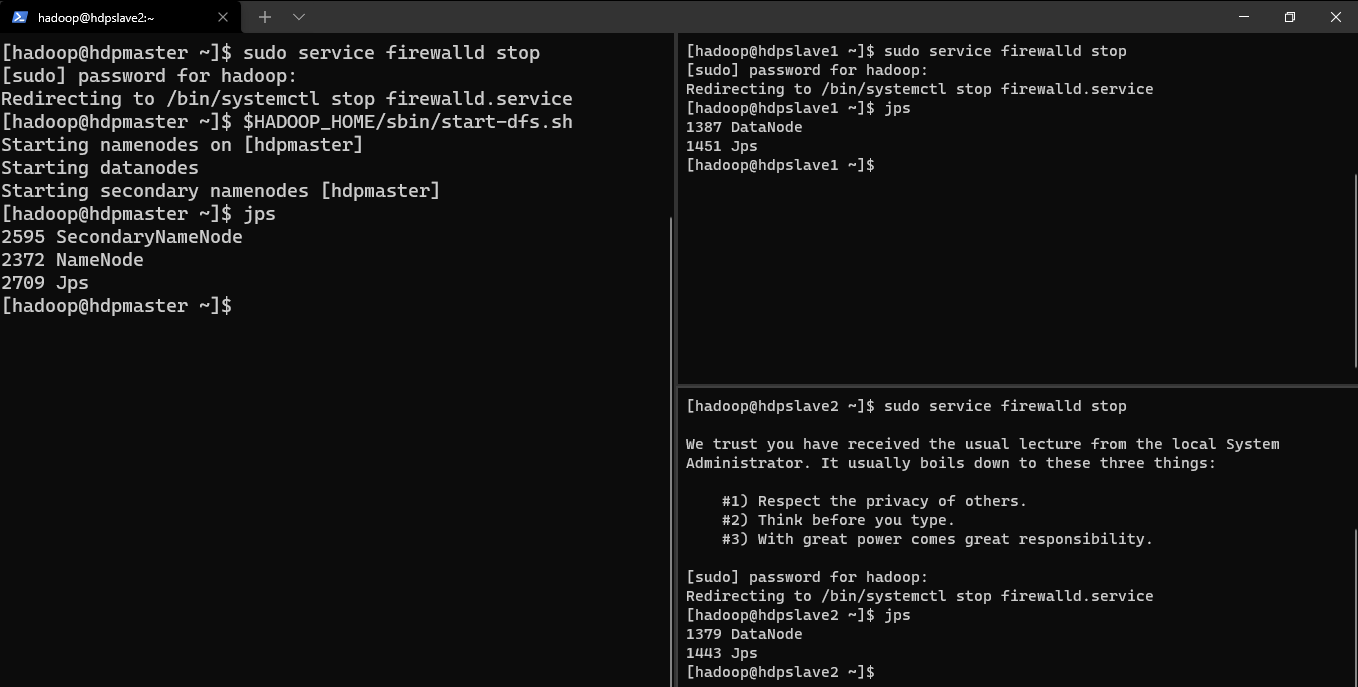 hadoop@hdpslave2:~
[hadoop@hdpmaster ~]$ sudo service firewalld stop
[sudo] password for hadoop:
Redirecting to /bin/systemctl stop firewalld.service
[hadoop@hdpmaster ~]$ $HADOOP_HOME/sbin/start-dfs.sh
Starting namenodes on [hdpmaster]
Starting datanodes
Starting secondary namenodes [hdpmaster]
[hadoop@hdpmaster ~]$ jps
2595 SecondaryNameNode
2372 NameNode
2709 Jps
[hadoop@hdpmaster ~]$
[hadoop@hdpslave1 ~]$ sudo service firewalld stop
[sudo] password for hadoop:
Redirecting to /bin/systemctl stop firewalld.service
[hadoop@hdpslave1 ~]$ jps
1387 DataNode
1451 Jps
[hadoop@hdpslave1 ~]$
[hadoop@hdpslave2 ~]$ sudo service firewalld stop
We trust you have received the usual lecture from the local System
Administrator. It usually boils down to these three things:
#1) Respect the privacy of others.
#2) Think before you type.
#3) With great power comes great responsibility.
[sudo] password for hadoop:
Redirecting to /bin/systemctl stop firewalld.service
[hadoop@hdpslave2 ~]$ jps
1379 DataNode
1443 Jps
[hadoop@hdpslave2 ~]$